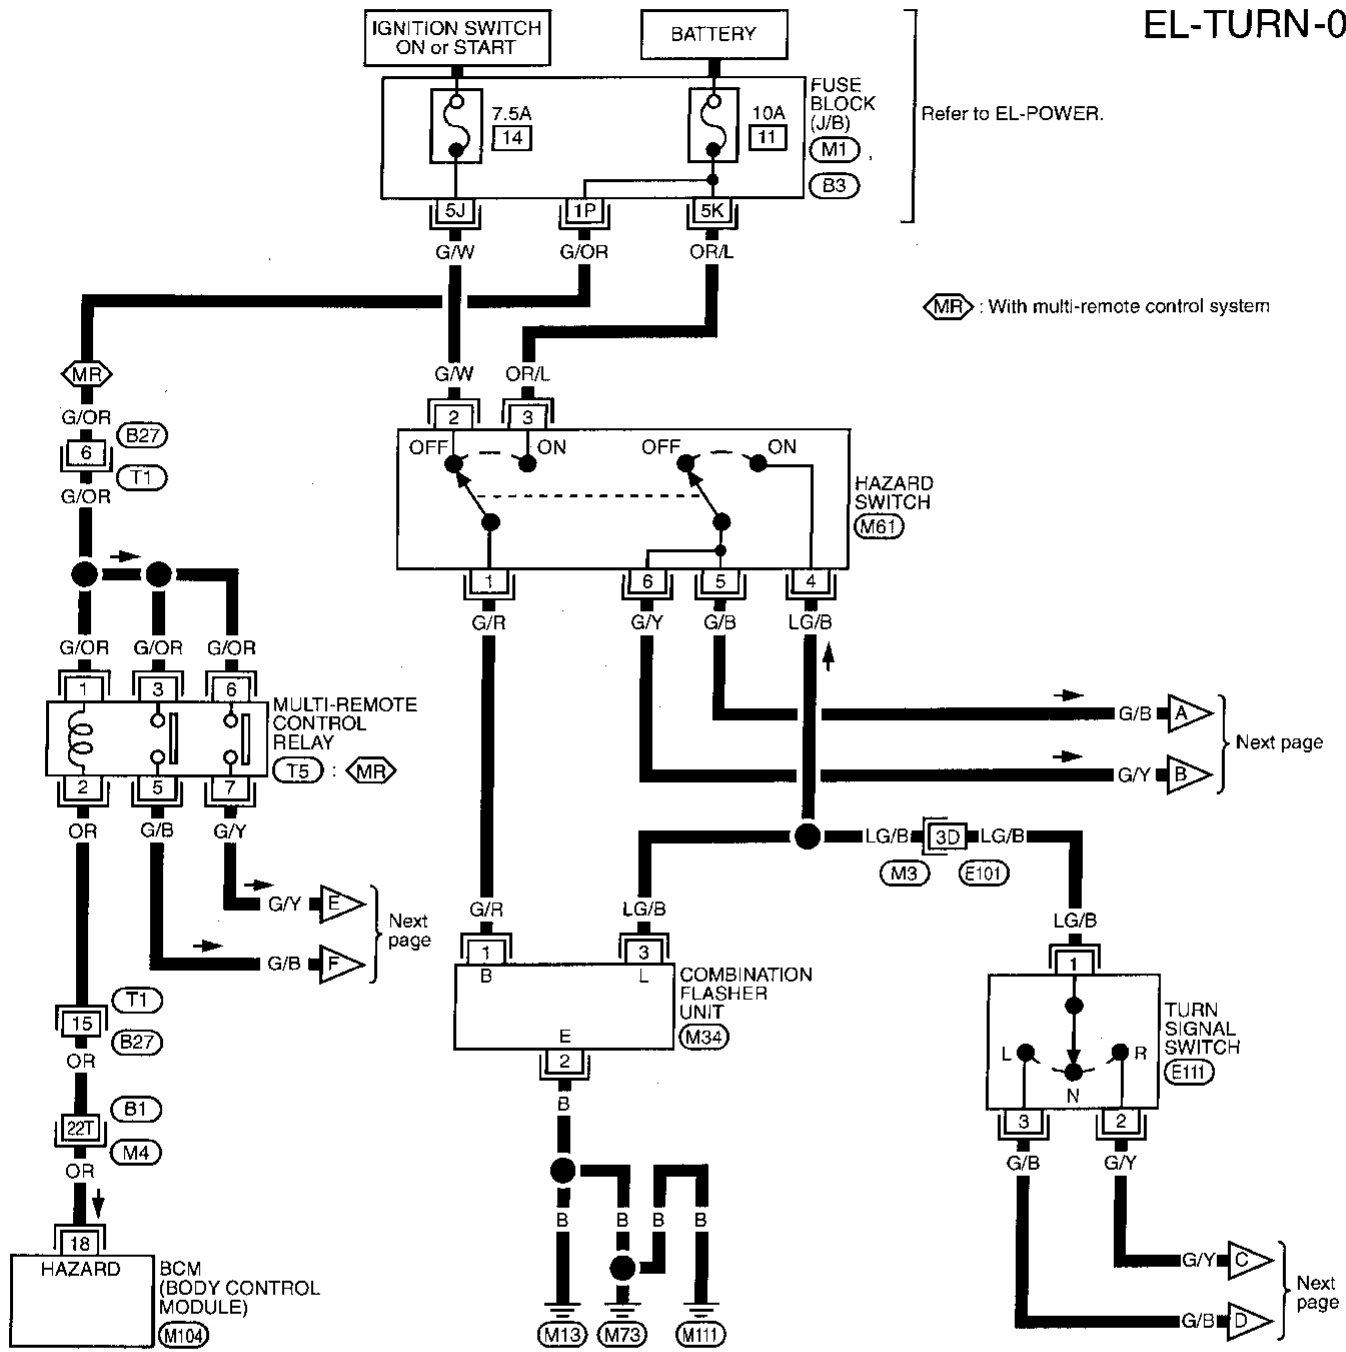 EL-TURN-0
IGNITION SWITCH
ON or START
BATTERY
7.5A
14
10A
11
FUSE
BLOCK
(J/B)
M1
B3
Refer to EL-POWER.
5J
1P
5K
G/W
G/OR
OR/L
MR : With multi-remote control system
MR
G/W
OR/L
G/OR
B27
6
T1
G/OR
2
3
OFF
ON
OFF
ON
HAZARD
SWITCH
M61
1
6
5
4
G/R
G/Y
G/B
LG/B
G/OR
G/OR
G/OR
1
3
6
MULTI-REMOTE
CONTROL
RELAY
T5 : MR
2
5
7
OR
G/B
G/Y
G/B
A
G/Y
B
Next page
LG/B
3D
LG/B
M3
E101
G/Y
E
G/B
F
Next
page
G/R
LG/B
LG/B
1
3
B
L
E
2
COMBINATION
FLASHER
UNIT
M34
1
L
R
N
TURN
SIGNAL
SWITCH
E111
3
2
G/B
G/Y
T1
15
B27
OR
B1
22T
M4
OR
18
HAZARD
BCM
(BODY CONTROL
MODULE)
M104
B
B
B
B
B
M13
M73
M111
G/Y
C
G/B
D
Next
page